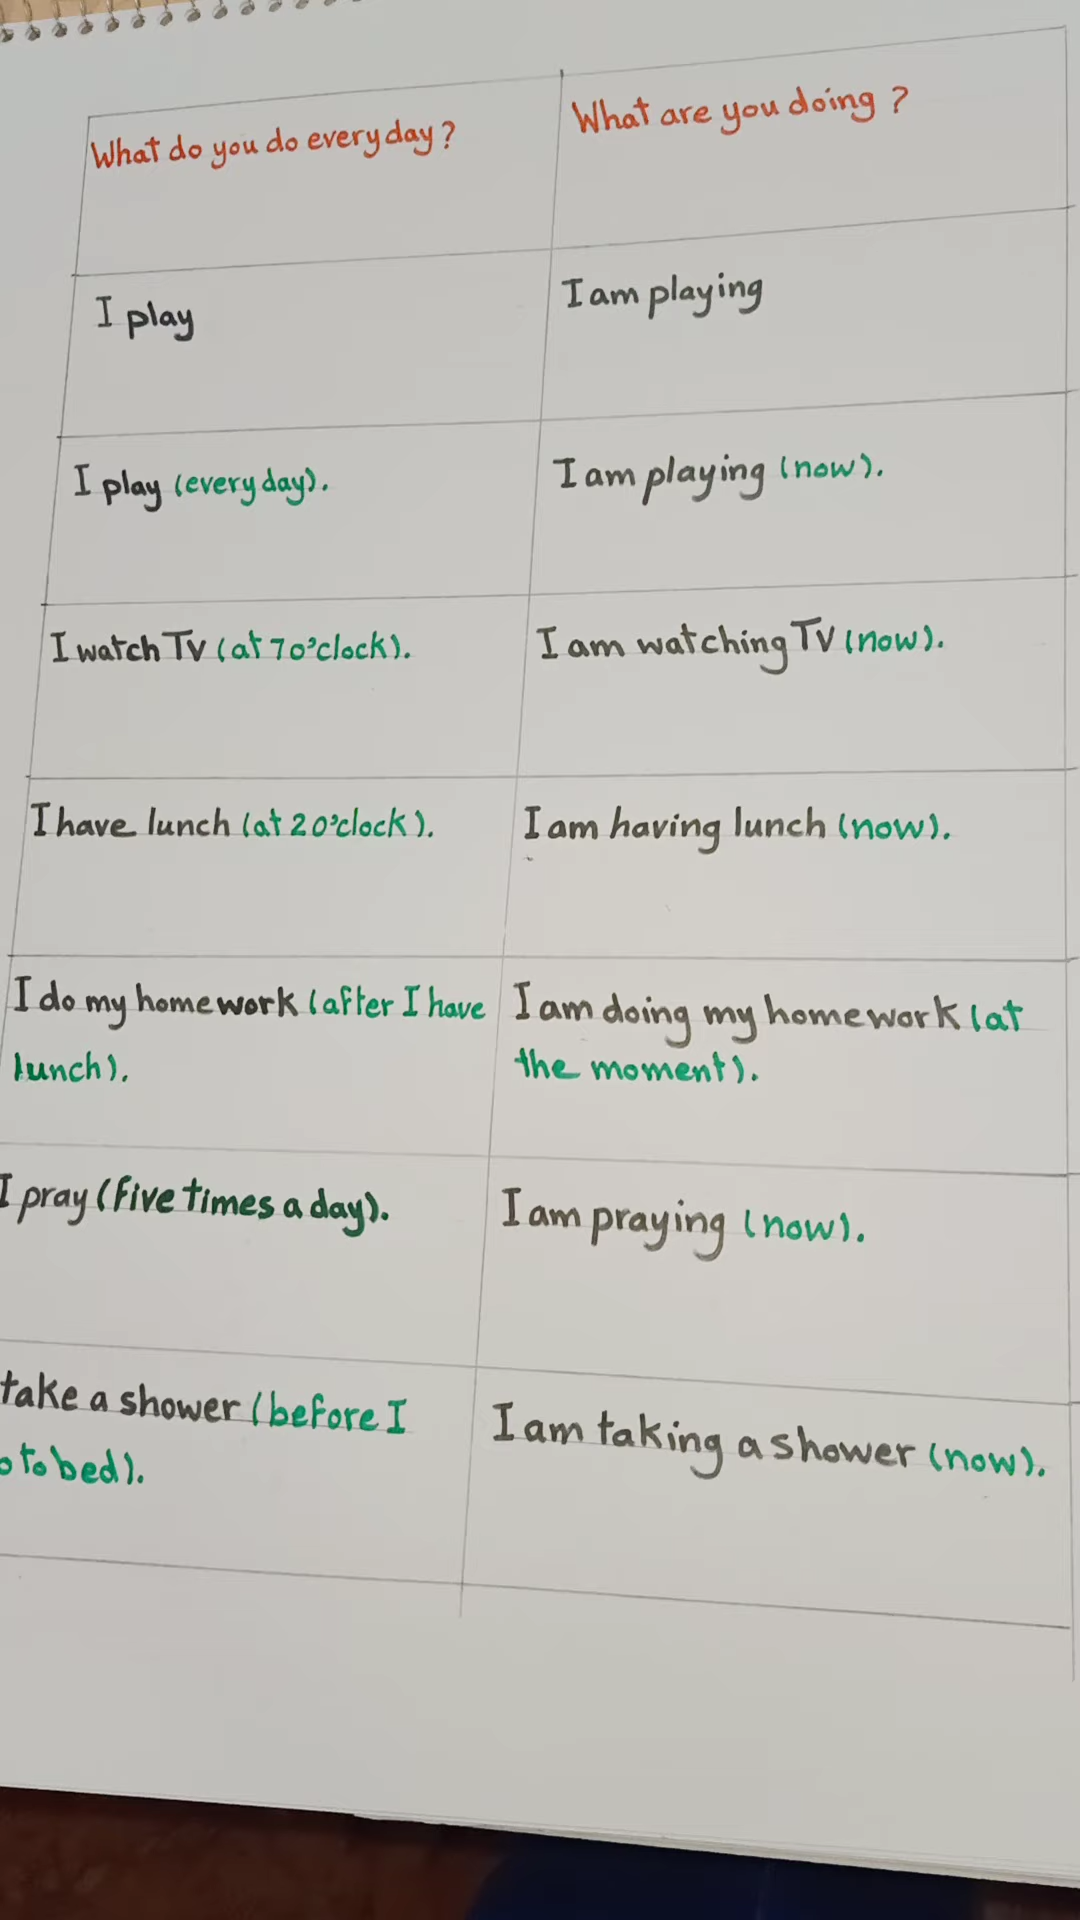 What do you do every day?
What are you doing?
I play
I am playing
I play (every day).
I am playing (now).
I watch TV (at 7 o'clock).
I am watching TV (now).
I have lunch (at 2 o'clock).
I am having lunch (now).
I do my homework (after I have
lunch).
I am doing my homework (at
the moment).
I pray (five times a day).
I am praying (now).
take a shower (before I
o to bed).
I am taking a shower (now).